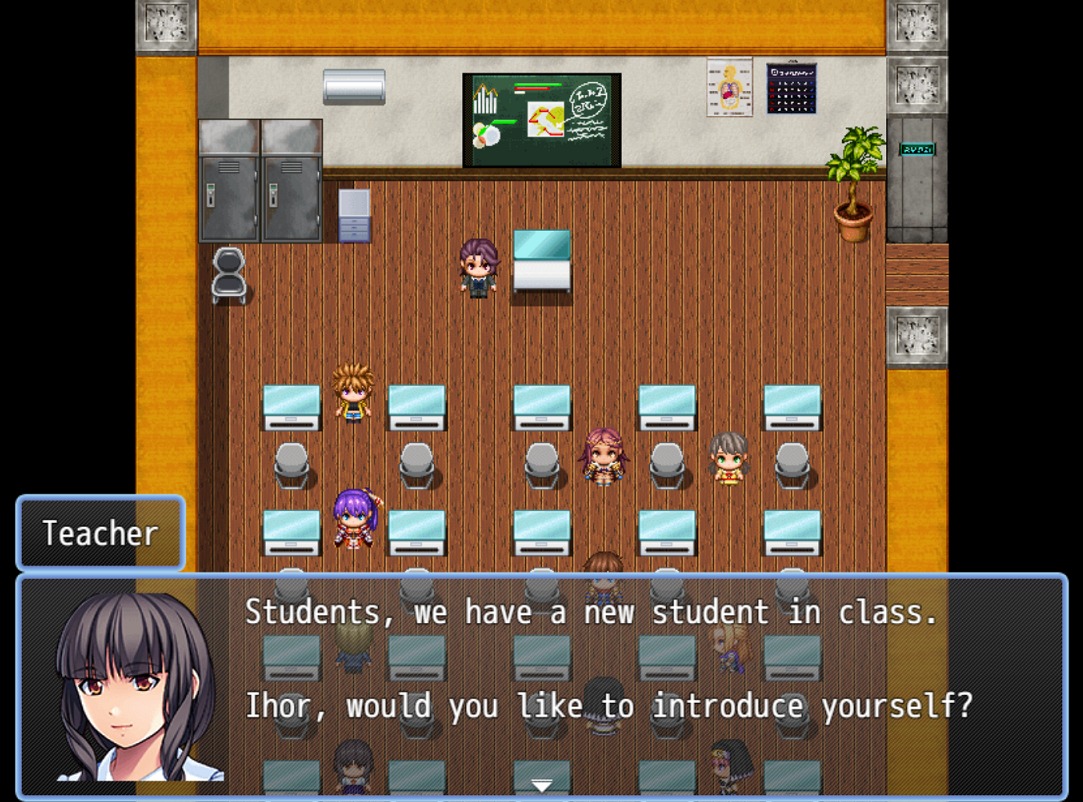 Teacher
Students, we have a new student in class.
Ihor, would you like to introduce yourself?